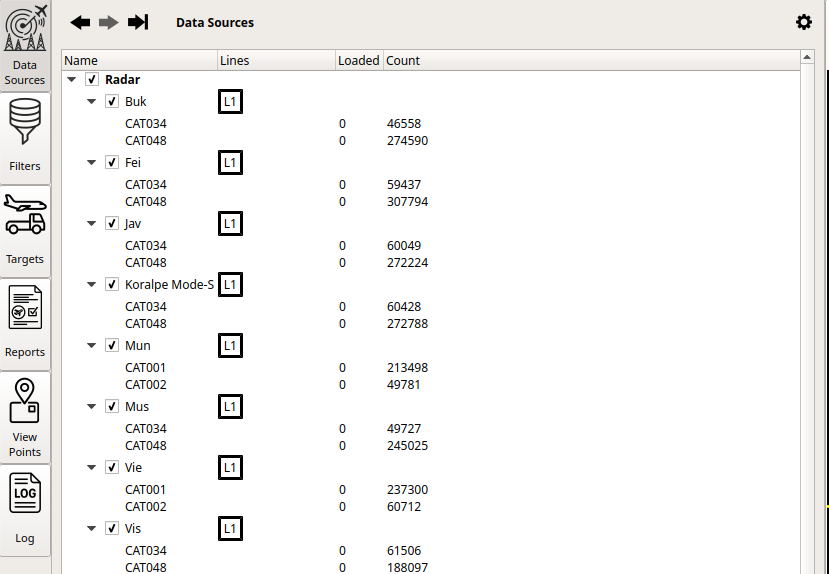 Data Sources
Data
Sources
Filters
Targets
Reports
View
Points
LOG
Log
Name Lines Loaded Count
Radar
Buk L1
CAT034 0 46558
CAT048 0 274590
Fei L1
CAT034 0 59437
CAT048 0 307794
Jav L1
CAT034 0 60049
CAT048 0 272224
Koralpe Mode-S L1
CAT034 0 60428
CAT048 0 272788
Mun L1
CAT001 0 213498
CAT002 0 49781
Mus L1
CAT034 0 49727
CAT048 0 245025
Vie L1
CAT001 0 237300
CAT002 0 60712
Vis L1
CAT034 0 61506
CAT048 0 188097